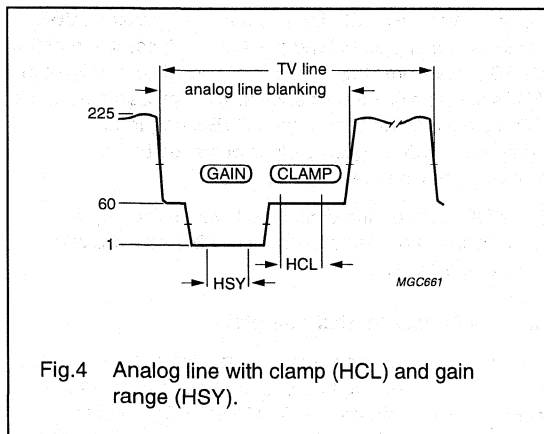 TV line
analog line blanking
225
GAIN CLAMP
60
1
HCL
HSY
MGC661
Fig.4 Analog line with clamp (HCL) and gain
range (HSY).